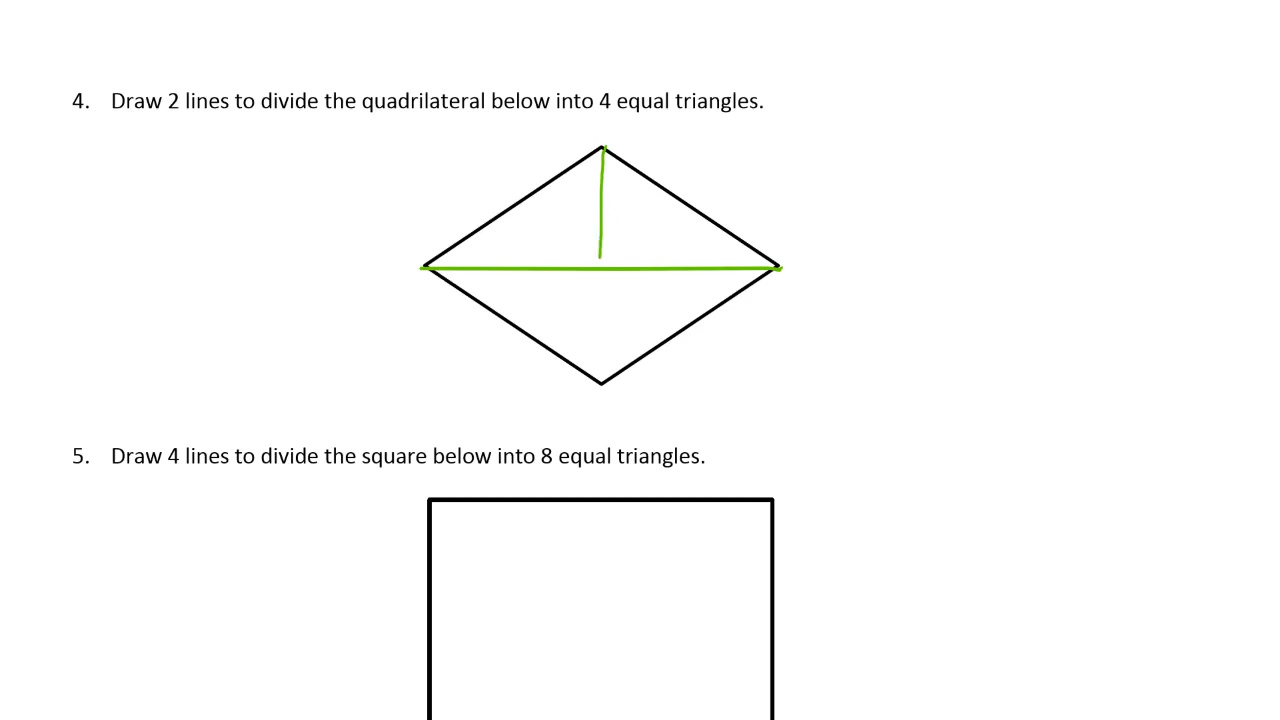 4. Draw 2 lines to divide the quadrilateral below into 4 equal triangles.
5. Draw 4 lines to divide the square below into 8 equal triangles.